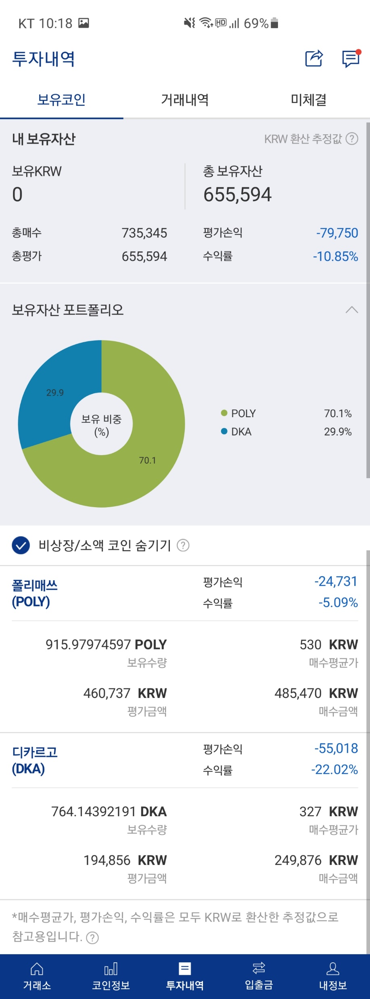 KT 10:18 HD 69%
투자내역
보유코인 거래내역 미체결
내 보유자산 KRW 환산 추정값 ?
보유KRW 총 보유자산
0 655,594
총매수 735,345 평가손익 -79,750
총평가 655,594 수익률 -10.85%
보유자산 포트폴리오
29.9
보유 비중
(%)
70.1
POLY 70.1%
DKA 29.9%
비상장/소액 코인 숨기기 ?
폴리매쓰
(POLY)
평가손익 -24,731
수익률 -5.09%
915.97974597 POLY 530 KRW
보유수량 매수평균가
460,737 KRW 485,470 KRW
평가금액 매수금액
디카르고
(DKA)
평가손익 -55,018
수익률 -22.02%
764.14392191 DKA 327 KRW
보유수량 매수평균가
194,856 KRW 249,876 KRW
평가금액 매수금액
*매수평균가, 평가손익, 수익률은 모두 KRW로 환산한 추정값으로
참고용입니다. ?
거래소 코인정보 투자내역 입출금 내정보